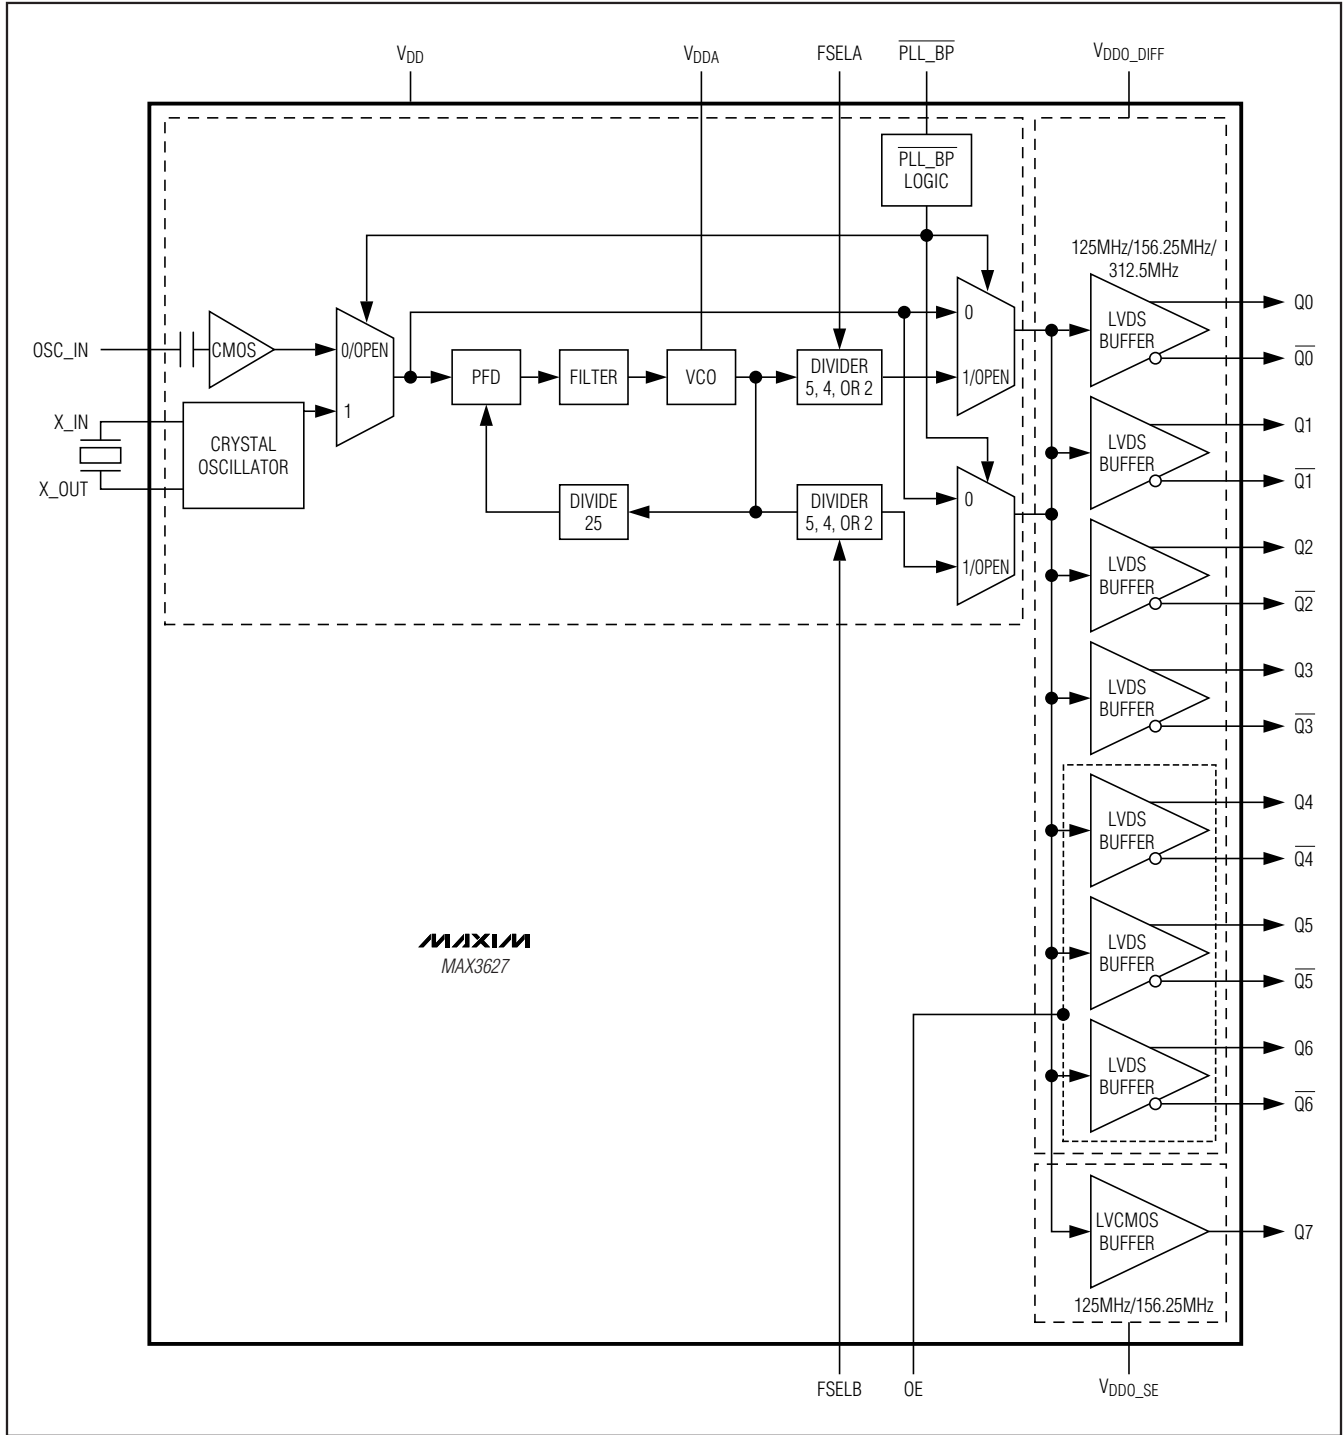 VDD
VDDA
FSELA
PLL_BP
VDDO_DIFF
PLL_BP
LOGIC
125MHz/156.25MHz/
312.5MHz
OSC_IN
CMOS
0/OPEN
1
X_IN
X_OUT
CRYSTAL
OSCILLATOR
PFD
FILTER
VCO
DIVIDER
5, 4, OR 2
0
1/OPEN
DIVIDE
25
DIVIDER
5, 4, OR 2
0
1/OPEN
LVDS
BUFFER
Q0
Q0
LVDS
BUFFER
Q1
Q1
LVDS
BUFFER
Q2
Q2
LVDS
BUFFER
Q3
Q3
LVDS
BUFFER
Q4
Q4
LVDS
BUFFER
Q5
Q5
LVDS
BUFFER
Q6
Q6
MAXIM
MAX3627
LVCMOS
BUFFER
Q7
125MHz/156.25MHz
FSELB
OE
VDDO_SE